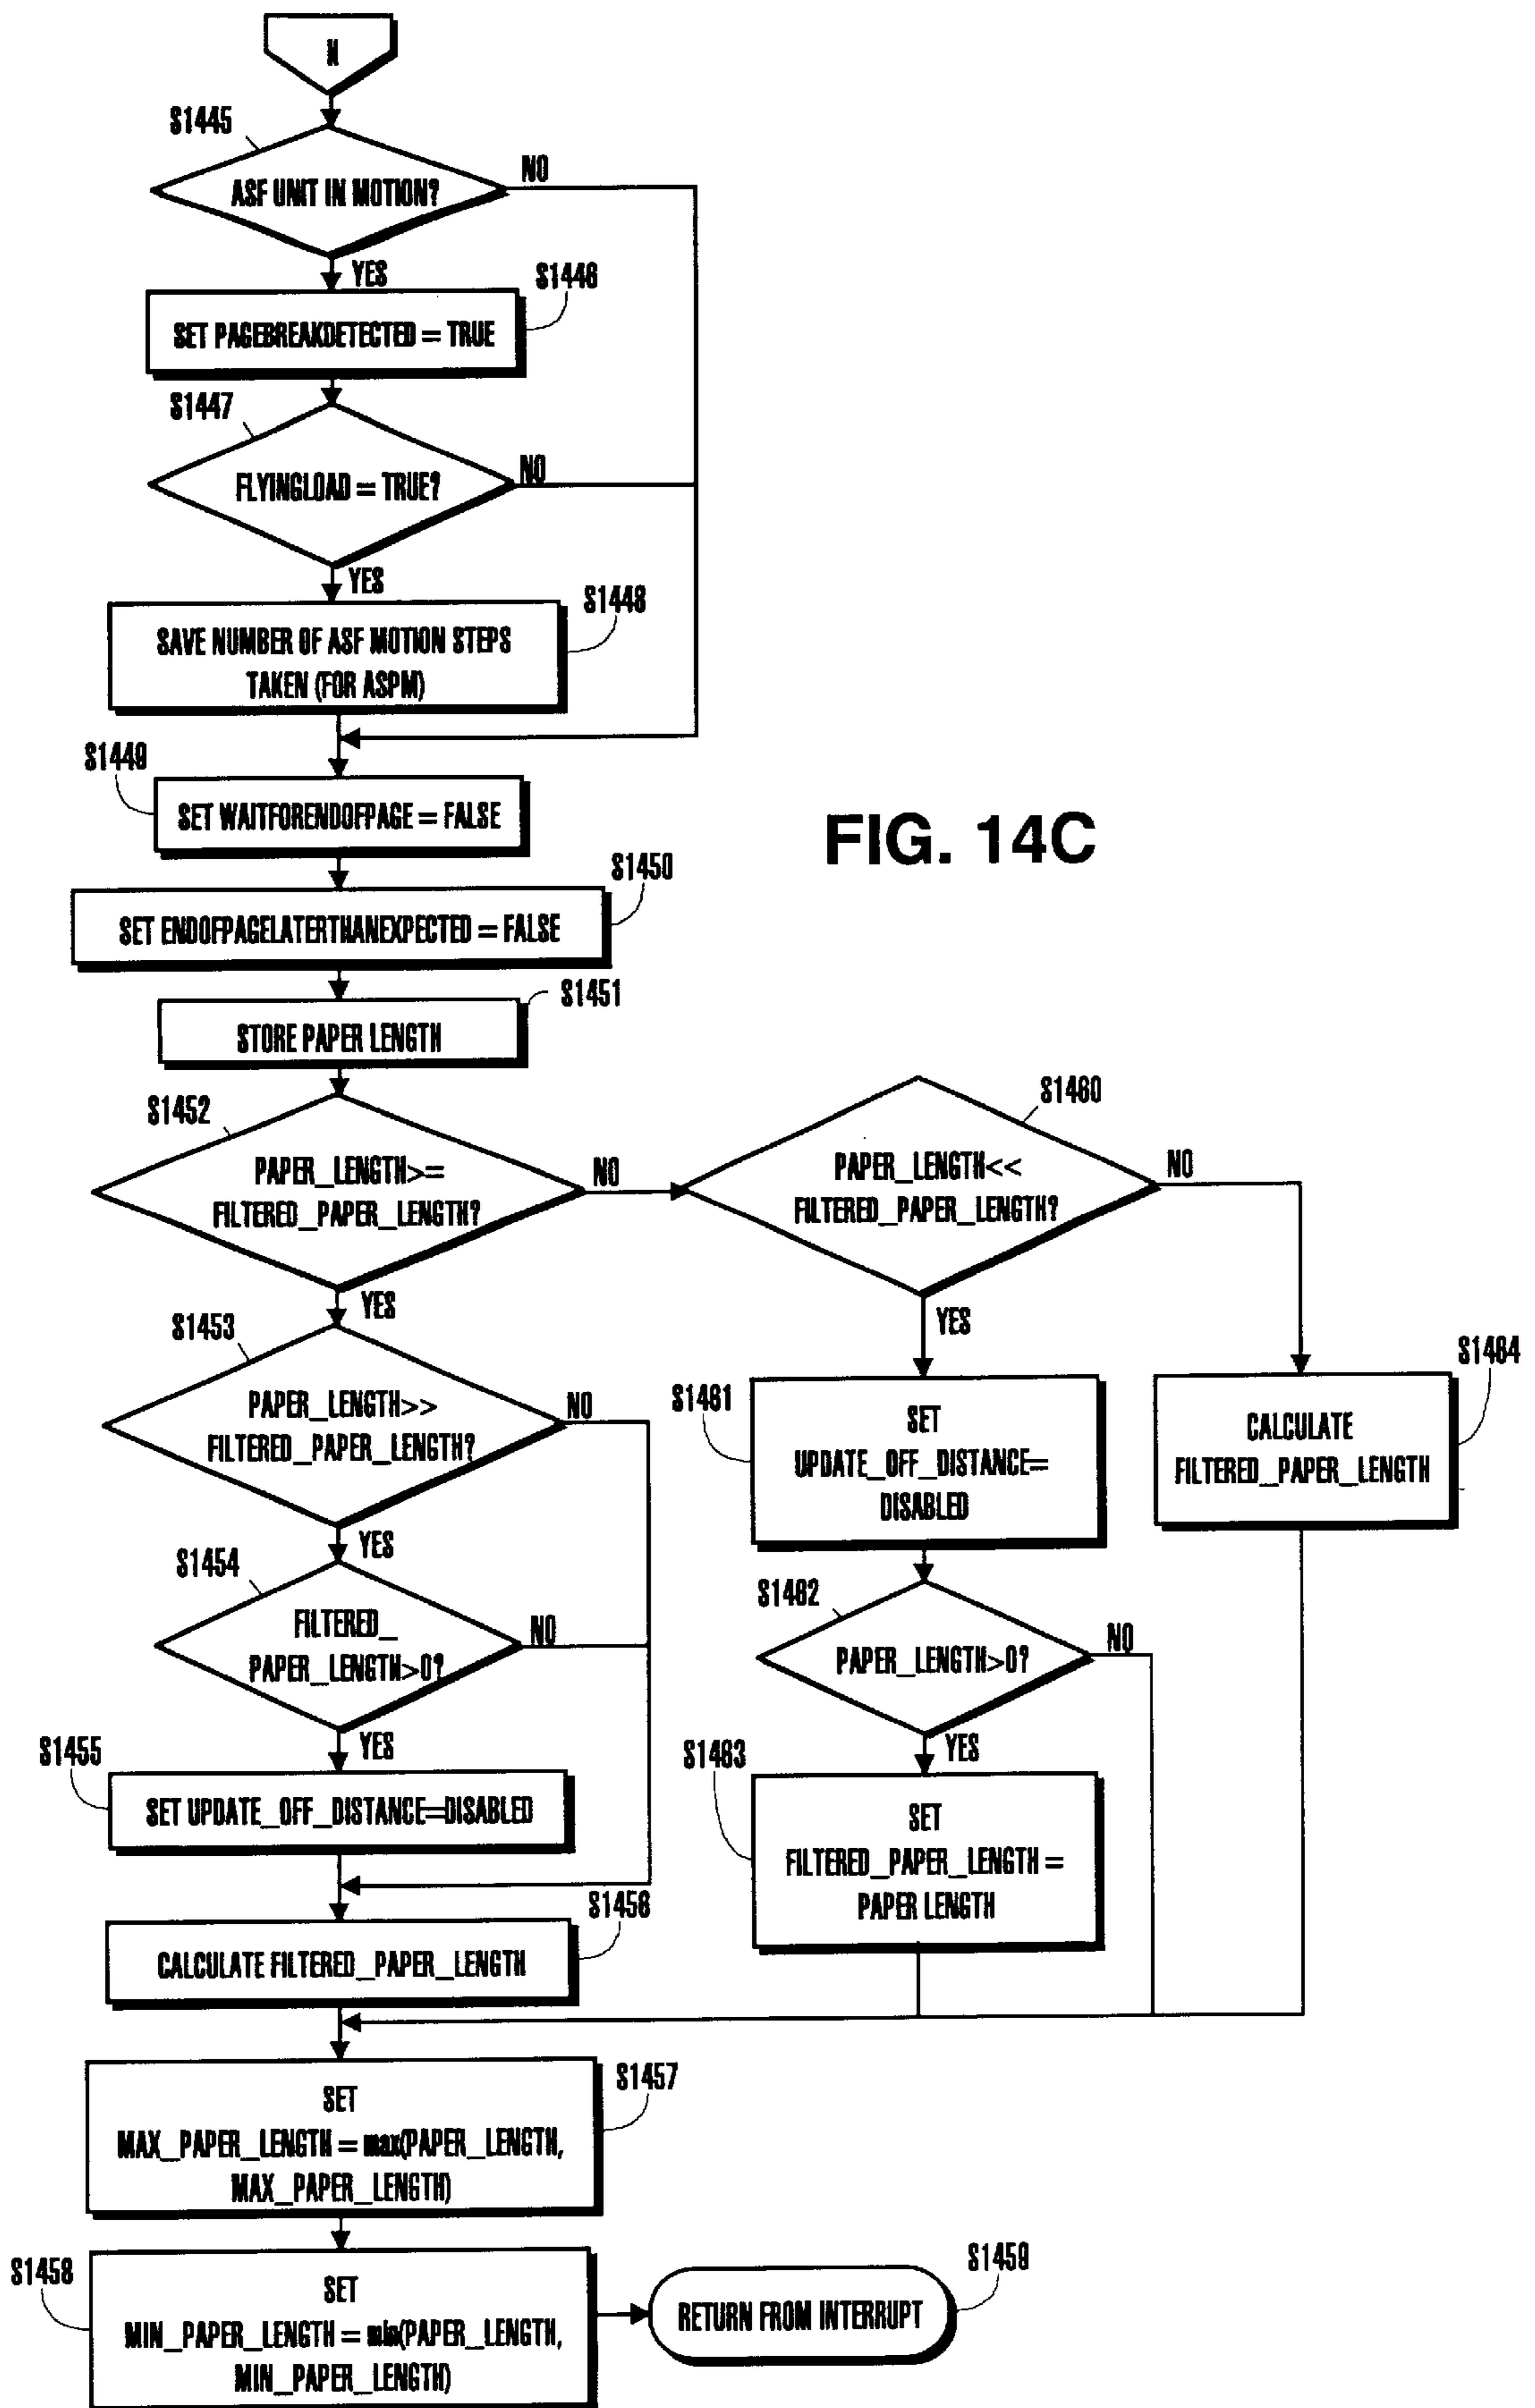 N
S1445
ASF UNIT IN MOTION?
NO
YES
S1446
SET PAGEBREAKDETECTED = TRUE
S1447
FLYINGLOAD = TRUE?
NO
YES
S1448
SAVE NUMBER OF ASF MOTION STEPS
TAKEN (FOR ASPM)
S1449
SET WAITFORENDOFPAGE = FALSE
FIG. 14C
S1450
SET ENDOFPAGELATERTHANEXPECTED = FALSE
S1451
STORE PAPER LENGTH
S1452
PAPER_LENGTH>=
FILTERED_PAPER_LENGTH?
NO
YES
S1460
PAPER_LENGTH<<
FILTERED_PAPER_LENGTH?
NO
YES
S1453
PAPER_LENGTH>>
FILTERED_PAPER_LENGTH?
NO
YES
S1461
SET
UPDATE_OFF_DISTANCE=
DISABLED
S1464
CALCULATE
FILTERED_PAPER_LENGTH
S1454
FILTERED_
PAPER_LENGTH>0?
NO
YES
S1462
PAPER_LENGTH>0?
NO
YES
S1455
SET UPDATE_OFF_DISTANCE=DISABLED
S1463
SET
FILTERED_PAPER_LENGTH =
PAPER LENGTH
S1456
CALCULATE FILTERED_PAPER_LENGTH
S1457
SET
MAX_PAPER_LENGTH = max(PAPER_LENGTH,
MAX_PAPER_LENGTH)
S1458
SET
MIN_PAPER_LENGTH = min(PAPER_LENGTH,
MIN_PAPER_LENGTH)
S1459
RETURN FROM INTERRUPT